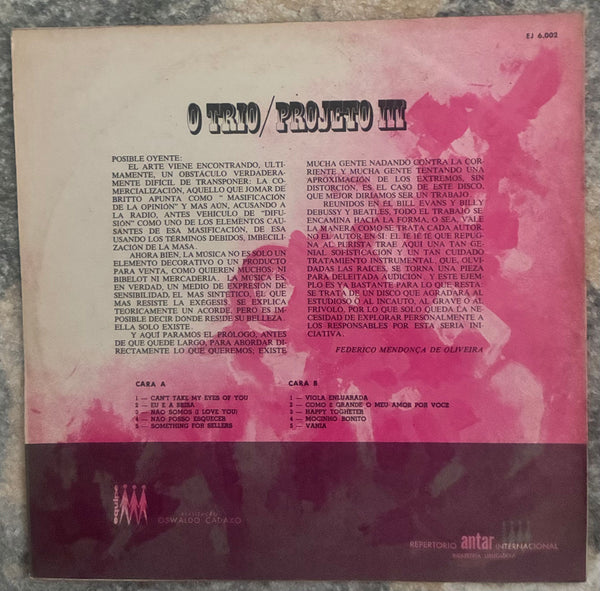 EJ 6.002
O TRIO/PROJETO III
POSIBLE OYENTE:
EL ARTE VIENE ENCONTRANDO, ULTI-
MAMENTE, UN OBSTÁCULO VERDADERA-
MENTE DIFICIL DE TRANSPONER: LA CO-
MERCIALIZACIÓN, AQUELLO QUE JOMAR DE
BRITTO APUNTA COMO " MASIFICACIÓN
DE LA OPINIÓN" Y MAS AÚN, ACUSANDO A
LA RADIO, ANTES VEHÍCULO DE "DIFU-
SIÓN" COMO UNO DE LOS ELEMENTOS CAU-
SANTES DE ESA MASIFICACIÓN, DE ESA
USANDO LOS TÉRMINOS DEBIDOS, IMBECILI-
ZACIÓN DE LA MASA.
AHORA BIEN, LA MÚSICA NO ES SOLO UN
ELEMENTO DECORATIVO O UN PRODUCTO
PARA VENTA, COMO QUIEREN MUCHOS; NI
BIBELOT NI MERCADERIA, LA MÚSICA ES,
EN VERDAD, UN MEDIO DE EXPRESIÓN DE
SENSIBILIDAD, EL MAS SINTÉTICO, EL QUE
MAS RESISTE LA EXÉGESIS. SE EXPLICA
TEORICAMENTE UN ACORDE, PERO ES IM-
POSIBLE DECIR DONDE RESIDE SU BELLEZA.
ELLA SOLO EXISTE.
Y AQUÍ PARAMOS EL PRÓLOGO, ANTES
DE QUE QUEDE LARGO, PARA ABORDAR DI-
RECTAMENTE LO QUE QUEREMOS; EXISTE
MUCHA GENTE NADANDO CONTRA LA COR-
RIENTE Y MUCHA GENTE TENTANDO UNA
APROXIMACIÓN DE LOS EXTREMOS, SIN
DISTORCIÓN, ES EL CASO DE ESTE DISCO,
QUE MEJOR DIRIAMOS SER UN TRABAJO.
REUNIDOS EN EL BILL EVANS Y BILLY
DEBUSSY E BEATLES, TODO EL TRABAJO SE
ENCAMINA HACIA LA FORMA, O SEA, VALE
LA MANERA COMO SE TRATA CADA AUTOR,
NO EL AUTOR EN SI: EL IE IE IE QUE REPUG-
NA AL PURISTA TRAE AQUI UNA TAN GE-
NIAL SOFISTICACIÓN Y UN TAN CUIDADO
TRATAMIENTO INSTRUMENTAL QUE, OLVI-
DADAS LAS RAÍCES, SE TORNA UNA PIEZA
PARA DELEITADA AUDICIÓN Y ESTE EJEM-
PLO ES YA BASTANTE PARA LO QUE RESTA:
SE TRATA DE UN DISCO QUE AGRADARÁ AL
ESTUDIOSO O AL INCAUTO, AL GRAVE O AL
FRÍVOLO, POR LO QUE SOLO QUEDA LA NE-
CESIDAD DE EXPLORAR PERSONALMENTE A
LOS RESPONSABLES POR ESTA SERIA INI-
CIATIVA.
FEDERICO MENDONÇA DE OLIVEIRA
CARA A
1 — CAN'T TAKE MY EYES OF YOU
2 — EU E A BRISA
3 — NAO SOMOS (I LOVE YOU)
4 — NAO POSSO ESQUECER
5 — SOMETHING FOR SELLERS
CARA B
1 — VIOLA ENLUARADA
2 — COMO E GRANDE O MEU AMOR POR VOCE
3 — HAPPY TOGHETER
4 — MOCINHO BONITO
5 — VANIA
equipe
REALIZAÇÃO
OSWALDO CADAXO
REPERTORIO antar INTERNACIONAL
INDUSTRIA URUGUAYA